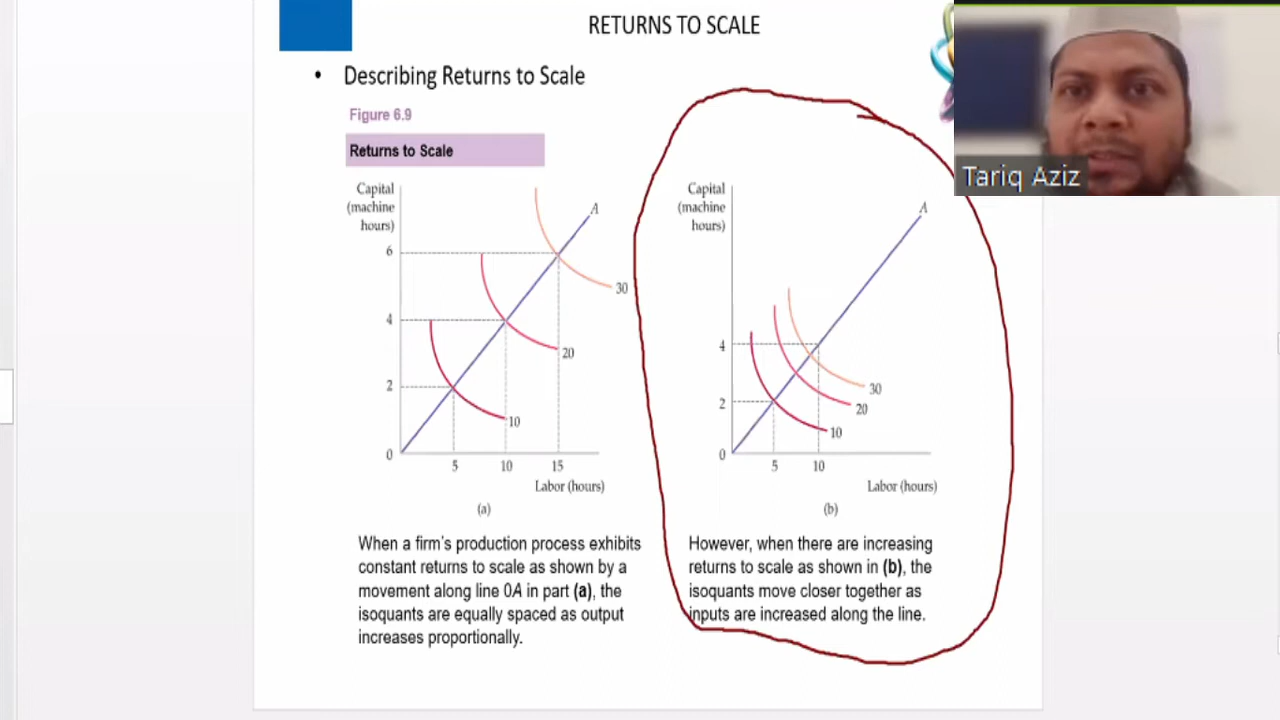 RETURNS TO SCALE
• Describing Returns to Scale
Figure 6.9
Returns to Scale
Capital
(machine
hours)
6
4
2
0
5 10 15
Labor (hours)
A
30
20
10
(a)
When a firm's production process exhibits
constant returns to scale as shown by a
movement along line 0A in part (a), the
isoquants are equally spaced as output
increases proportionally.
Capital
(machine
hours)
4
2
0
5 10
Labor (hours)
A
30
20
10
(b)
However, when there are increasing
returns to scale as shown in (b), the
isoquants move closer together as
inputs are increased along the line.
Tariq Aziz